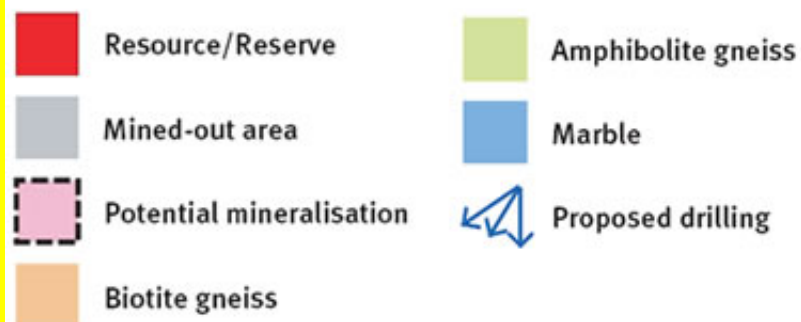 Resource/Reserve
Mined-out area
Potential mineralisation
Biotite gneiss
Amphibolite gneiss
Marble
Proposed drilling